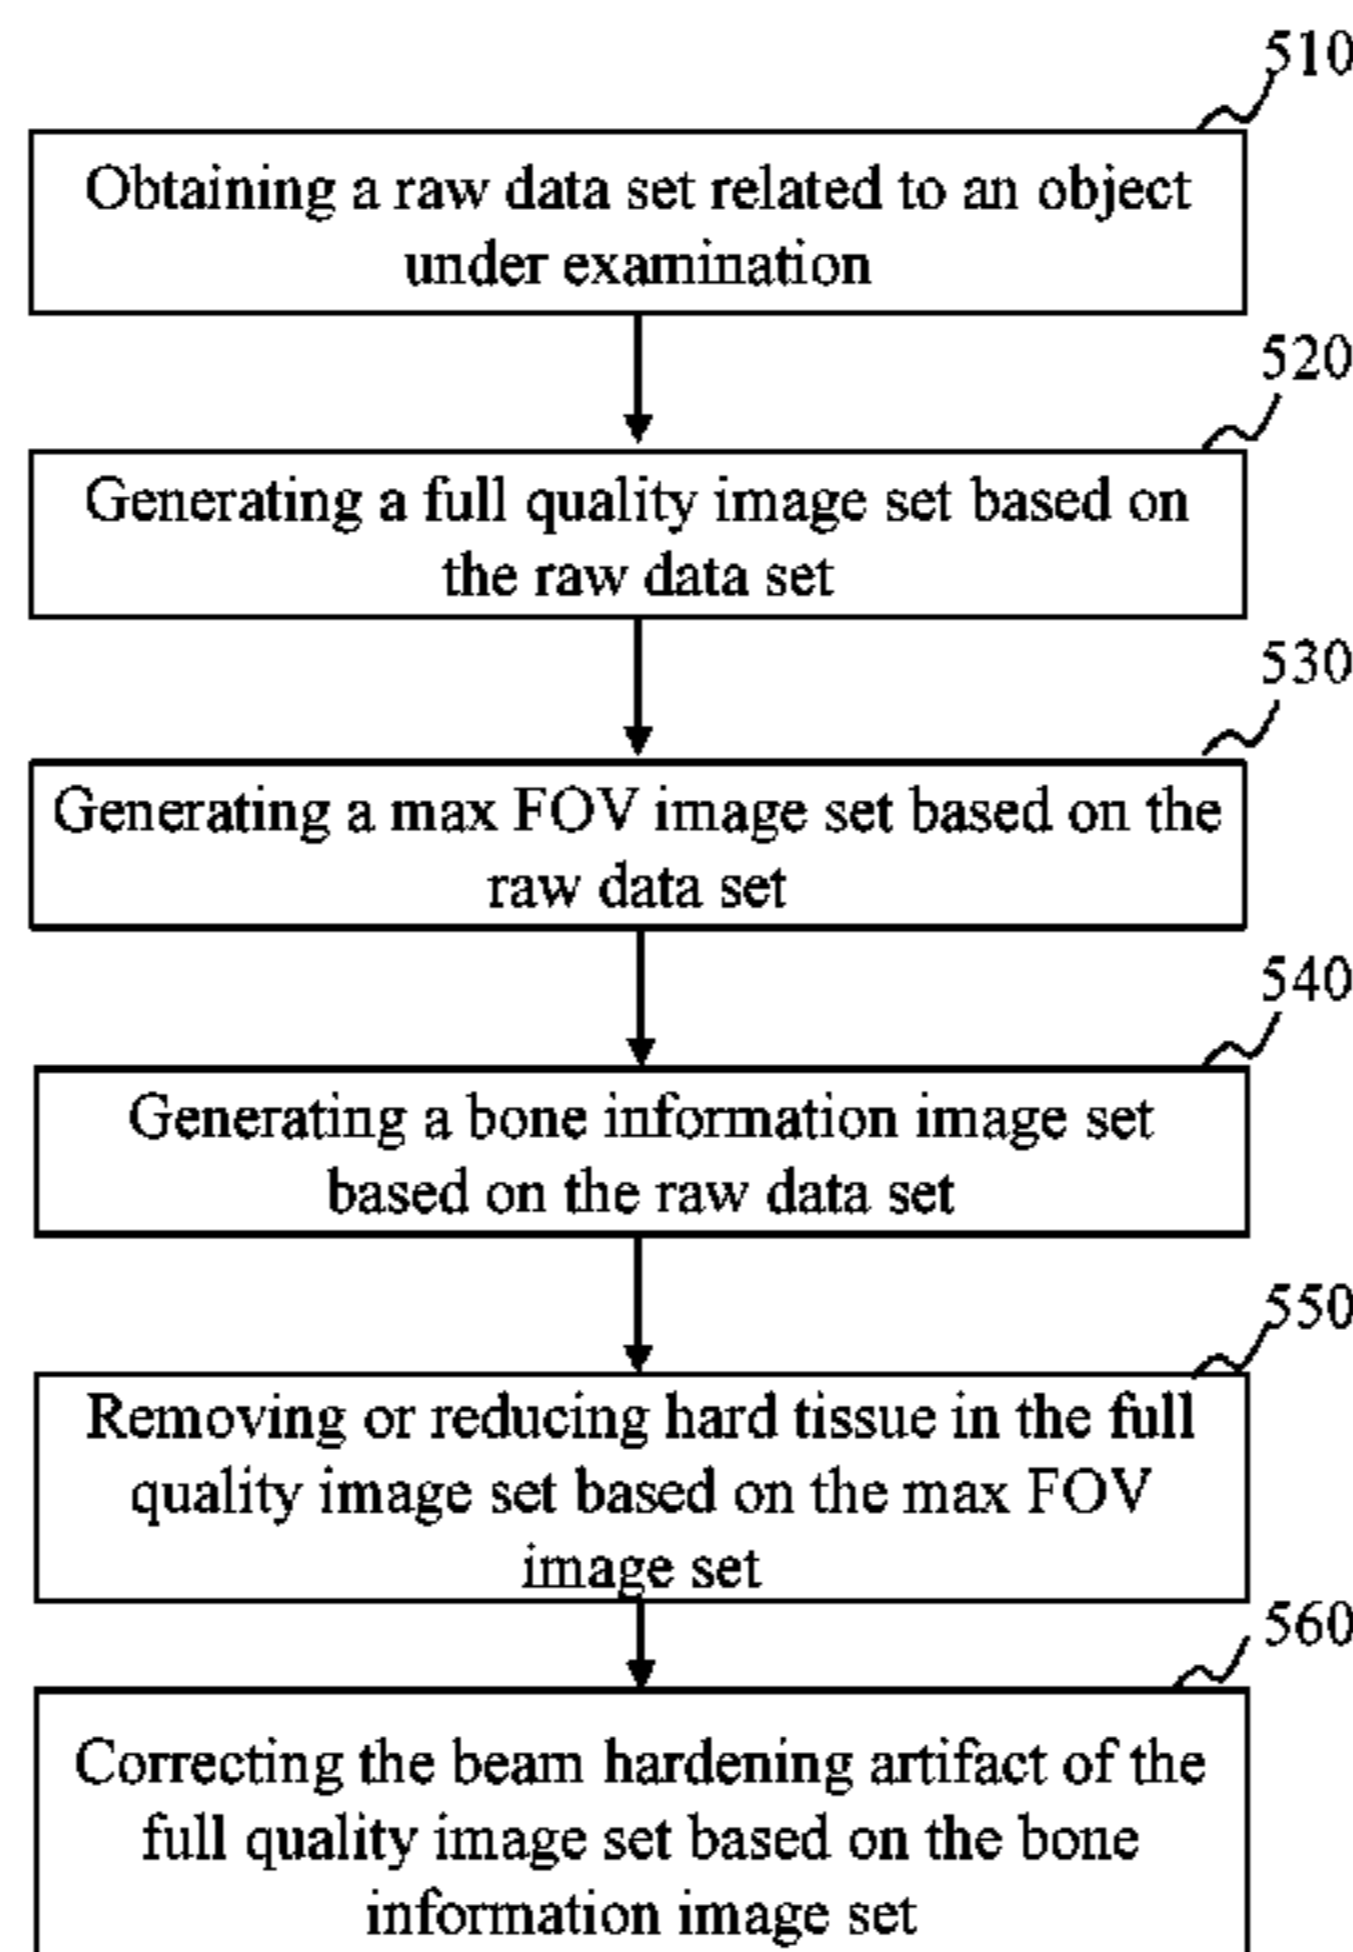 510
Obtaining a raw data set related to an object
under examination
520
Generating a full quality image set based on
the raw data set
530
Generating a max FOV image set based on the
raw data set
540
Generating a bone information image set
based on the raw data set
550
Removing or reducing hard tissue in the full
quality image set based on the max FOV
image set
560
Correcting the beam hardening artifact of the
full quality image set based on the bone
information image set